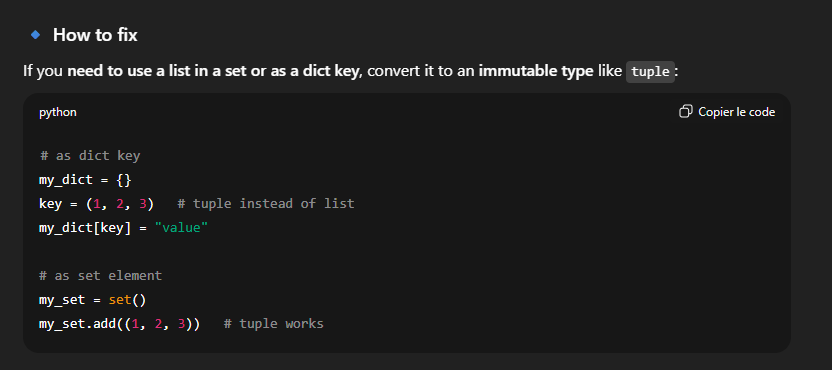 How to fix
If you need to use a list in a set or as a dict key, convert it to an immutable type like tuple:
python
Copier le code
# as dict key
my_dict = {}
key = (1, 2, 3)   # tuple instead of list
my_dict[key] = "value"
# as set element
my_set = set()
my_set.add((1, 2, 3))   # tuple works